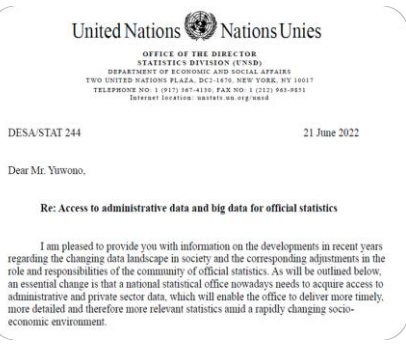 United Nations Nations Unies
OFFICE OF THE DIRECTOR
STATISTICS DIVISION (UNSD)
DEPARTMENT OF ECONOMIC AND SOCIAL AFFAIRS
TWO UNITED NATIONS PLAZA, DC2-1670, NEW YORK, NY 10017
TELEPHONE NO: 1 (917) 367-4130; FAX NO: 1 (212) 963-9851
Internet location: unstats.un.org/unsd
DESA/STAT 244 21 June 2022
Dear Mr. Yuwono,
Re: Access to administrative data and big data for official statistics
I am pleased to provide you with information on the developments in recent years
regarding the changing data landscape in society and the corresponding adjustments in the
role and responsibilities of the community of official statistics. As will be outlined below,
an essential change is that a national statistical office nowadays needs to acquire access to
administrative and private sector data, which will enable the office to deliver more timely,
more detailed and therefore more relevant statistics amid a rapidly changing socio-
economic environment.